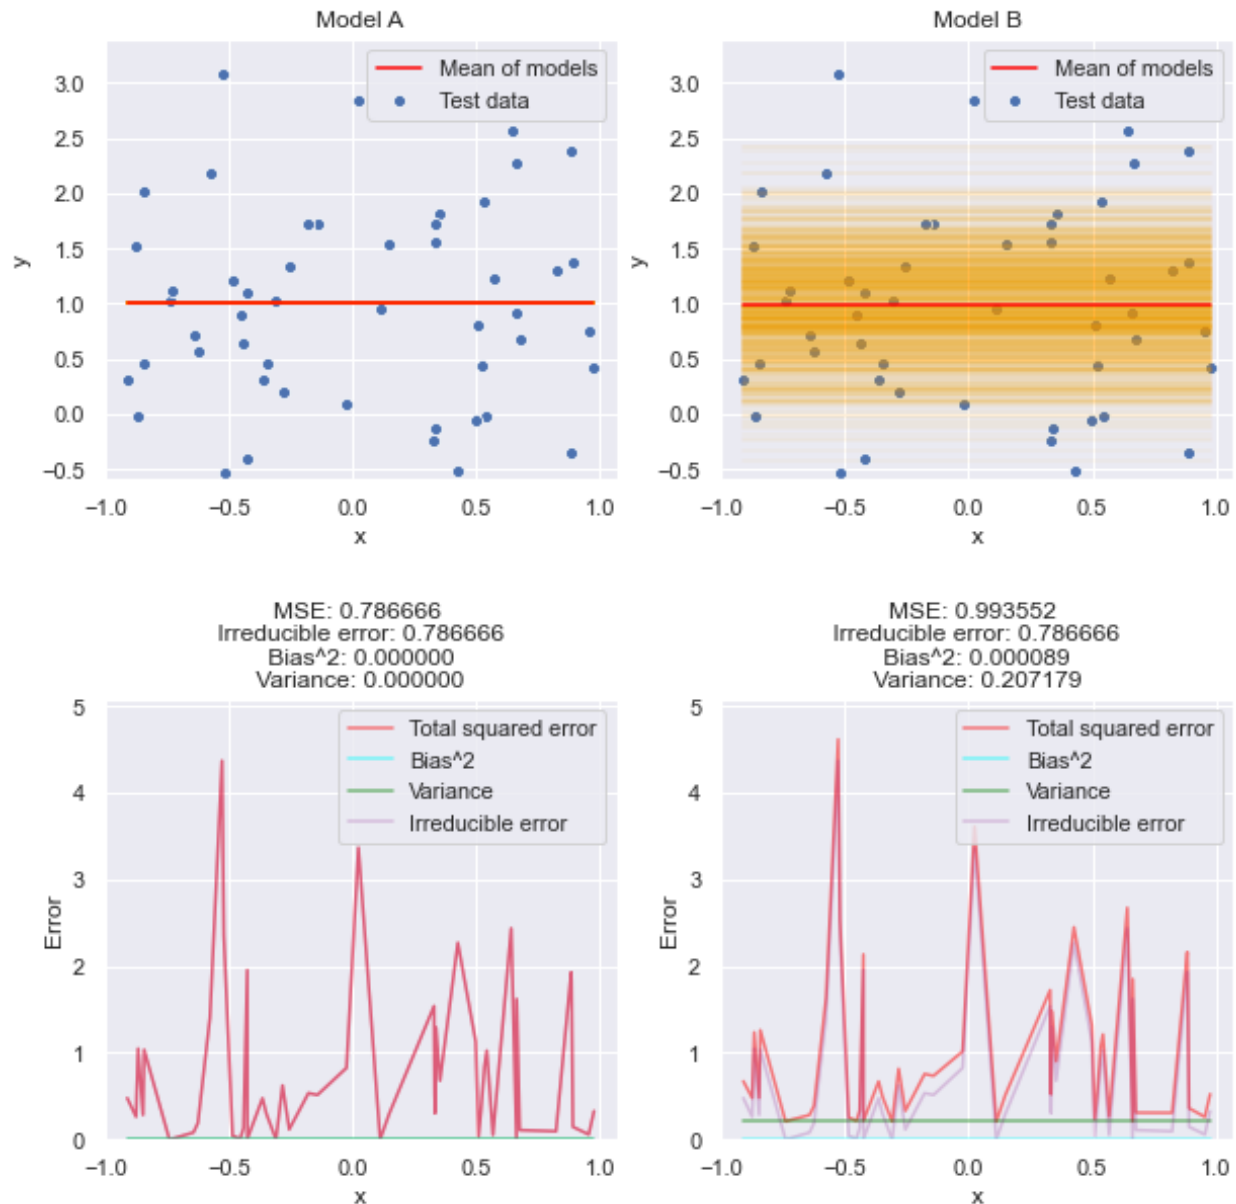 Model A
Mean of models
Test data
3.0
2.5
2.0
1.5
1.0
0.5
0.0
−0.5
y
−1.0 −0.5 0.0 0.5 1.0
x
Model B
Mean of models
Test data
3.0
2.5
2.0
1.5
1.0
0.5
0.0
−0.5
y
−1.0 −0.5 0.0 0.5 1.0
x
MSE: 0.786666
Irreducible error: 0.786666
Bias^2: 0.000000
Variance: 0.000000
Total squared error
Bias^2
Variance
Irreducible error
5
4
3
2
1
0
Error
−1.0 −0.5 0.0 0.5 1.0
x
MSE: 0.993552
Irreducible error: 0.786666
Bias^2: 0.000089
Variance: 0.207179
Total squared error
Bias^2
Variance
Irreducible error
5
4
3
2
1
0
Error
−1.0 −0.5 0.0 0.5 1.0
x